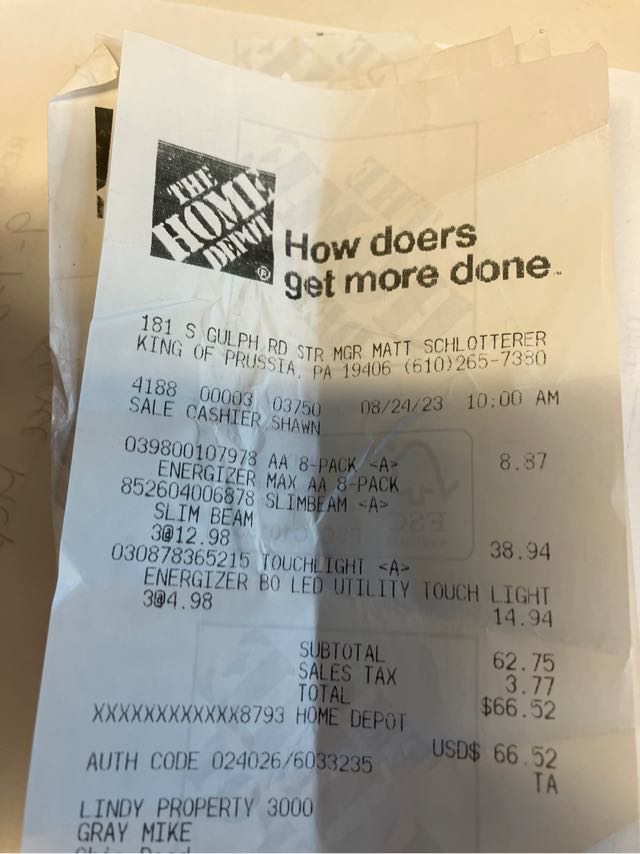 THE
HOME
DEPOT
How doers
get more done™
181 S GULPH RD STR MGR MATT SCHLOTTERER
KING OF PRUSSIA, PA 19406 (610)265-7380
4188 00003 03750 08/24/23 10:00 AM
SALE CASHIER SHAWN
039800107978 AA 8-PACK <A> 8.87
ENERGIZER MAX AA 8-PACK
852604006878 SLIMBEAM <A>
SLIM BEAM
3@12.98 38.94
030878365215 TOUCHLIGHT <A>
ENERGIZER BO LED UTILITY TOUCH LIGHT
3@4.98 14.94
SUBTOTAL 62.75
SALES TAX 3.77
TOTAL $66.52
XXXXXXXXXXXX8793 HOME DEPOT
USD$ 66.52
AUTH CODE 024026/6033235 TA
LINDY PROPERTY 3000
GRAY MIKE